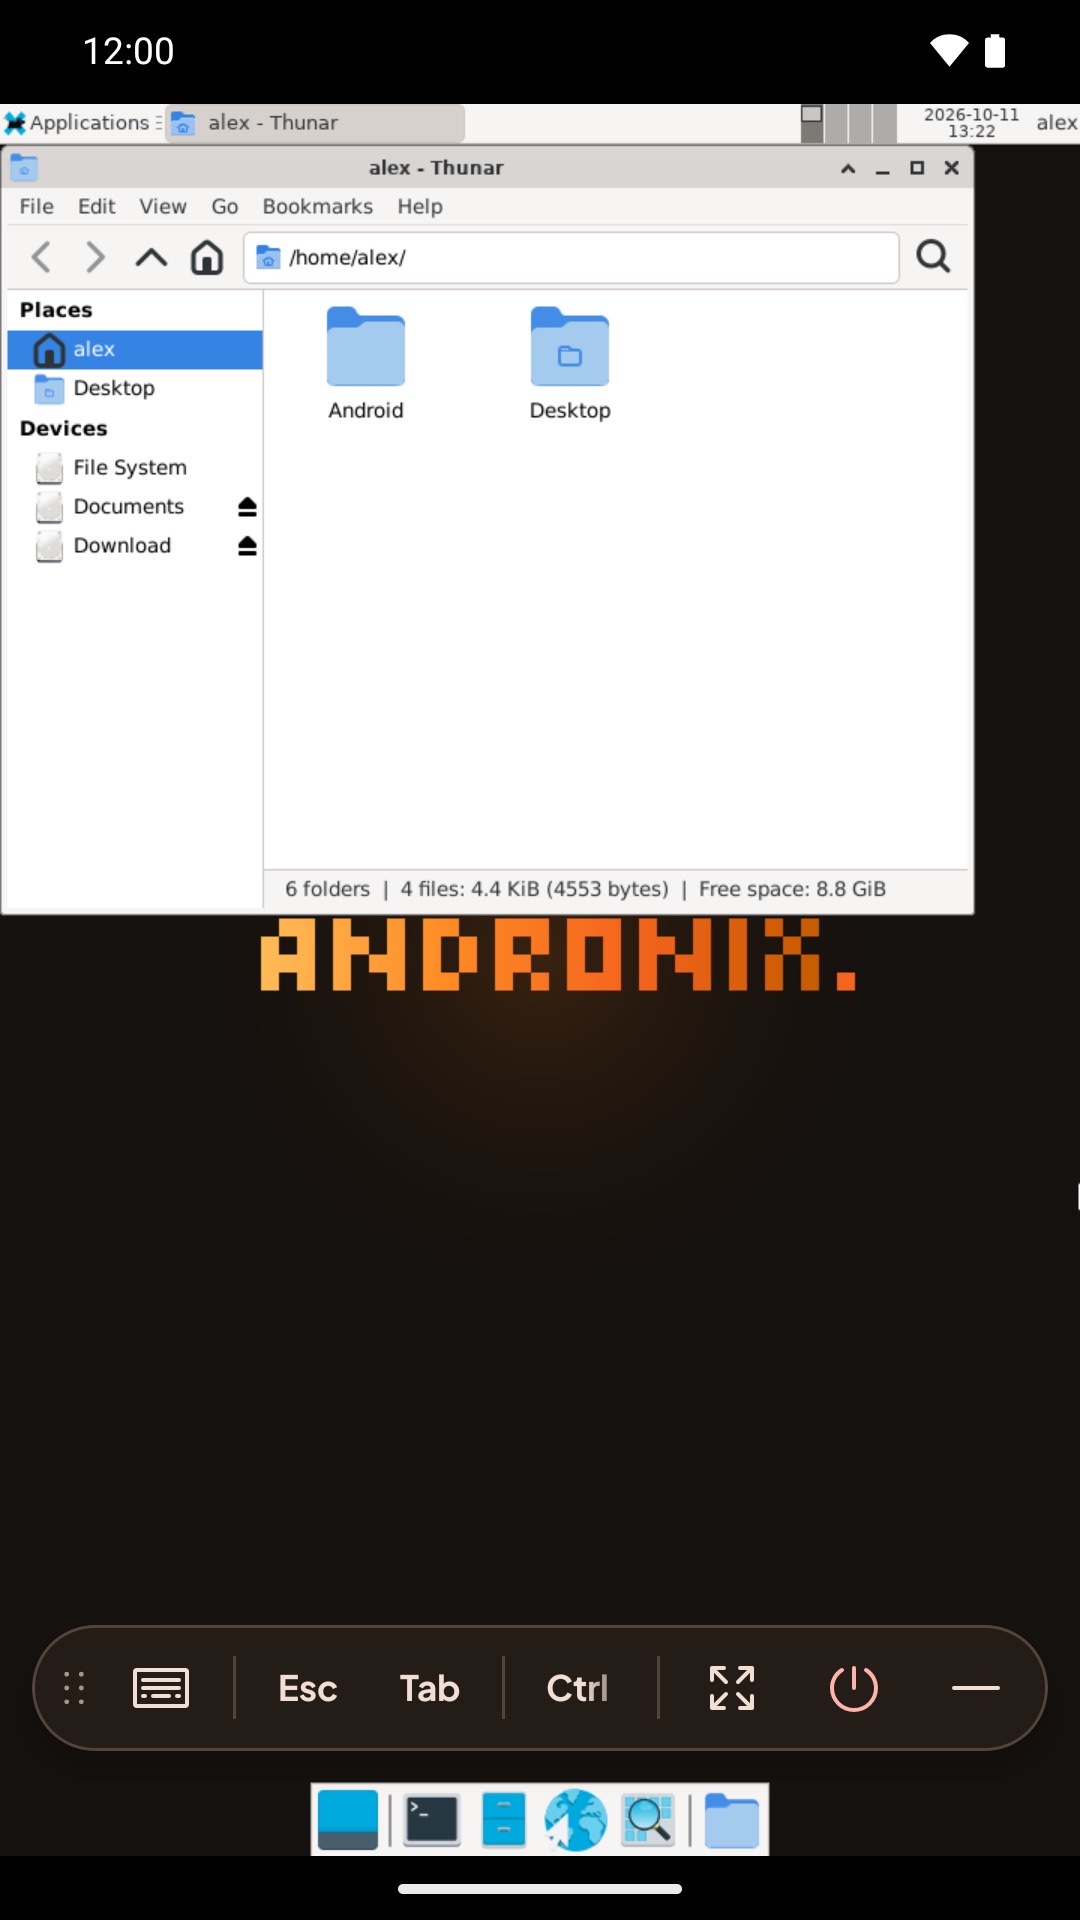 12:00
Applications
alex - Thunar
2026-10-11
13:22
alex
alex - Thunar
File Edit View Go Bookmarks Help
/home/alex/
Places
alex
Desktop
Devices
File System
Documents
Download
Android
Desktop
6 folders | 4 files: 4.4 KiB (4553 bytes) | Free space: 8.8 GiB
ANDRONIX.
Esc Tab Ctrl